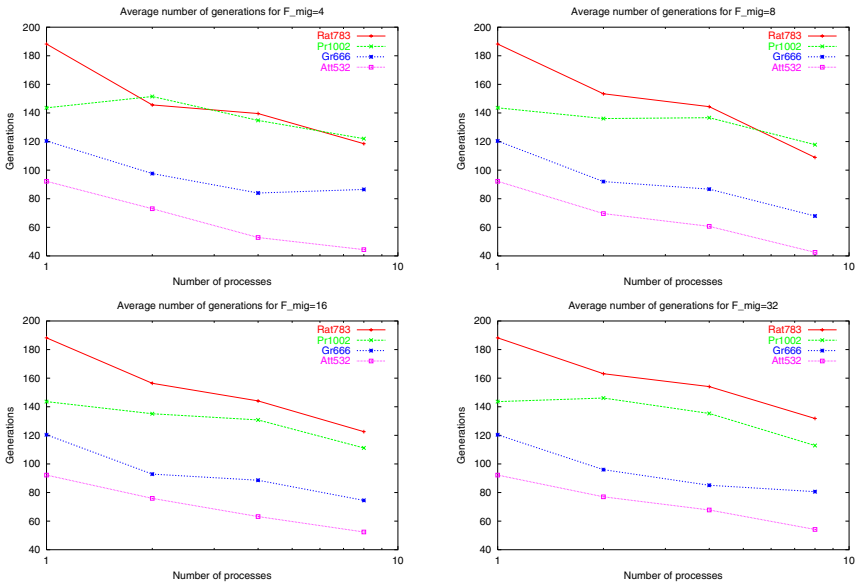 Average number of generations for F_mig=4
200
180
160
140
120
100
80
60
40
Generations
1
10
Number of processes
Rat783
Pr1002
Gr666
Att532
Average number of generations for F_mig=8
200
180
160
140
120
100
80
60
40
Generations
1
10
Number of processes
Rat783
Pr1002
Gr666
Att532
Average number of generations for F_mig=16
200
180
160
140
120
100
80
60
40
Generations
1
10
Number of processes
Rat783
Pr1002
Gr666
Att532
Average number of generations for F_mig=32
200
180
160
140
120
100
80
60
40
Generations
1
10
Number of processes
Rat783
Pr1002
Gr666
Att532